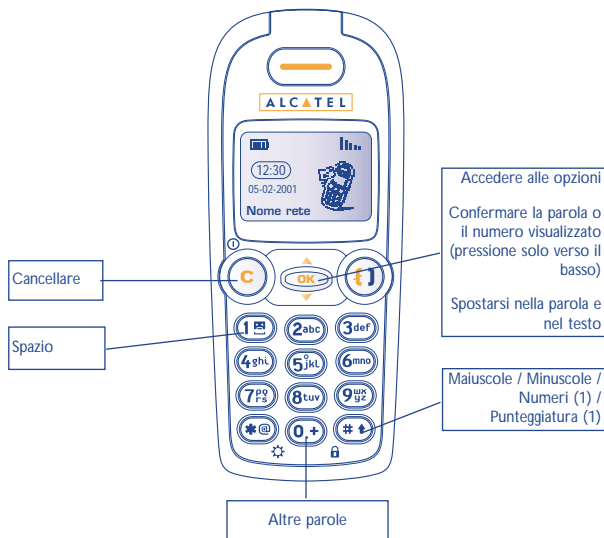 ALCATEL
12:30
05-02-2001
Nome rete
C
OK
1
2abc
3def
4ghi
5jkl
6mno
7pqrs
8tuv
9wxyz
*@
0+
#
Cancellare
Spazio
Accedere alle opzioni
Confermare la parola o
il numero visualizzato
(pressione solo verso il
basso)
Spostarsi nella parola e
nel testo
Maiuscole / Minuscole /
Numeri (1) /
Punteggiatura (1)
Altre parole